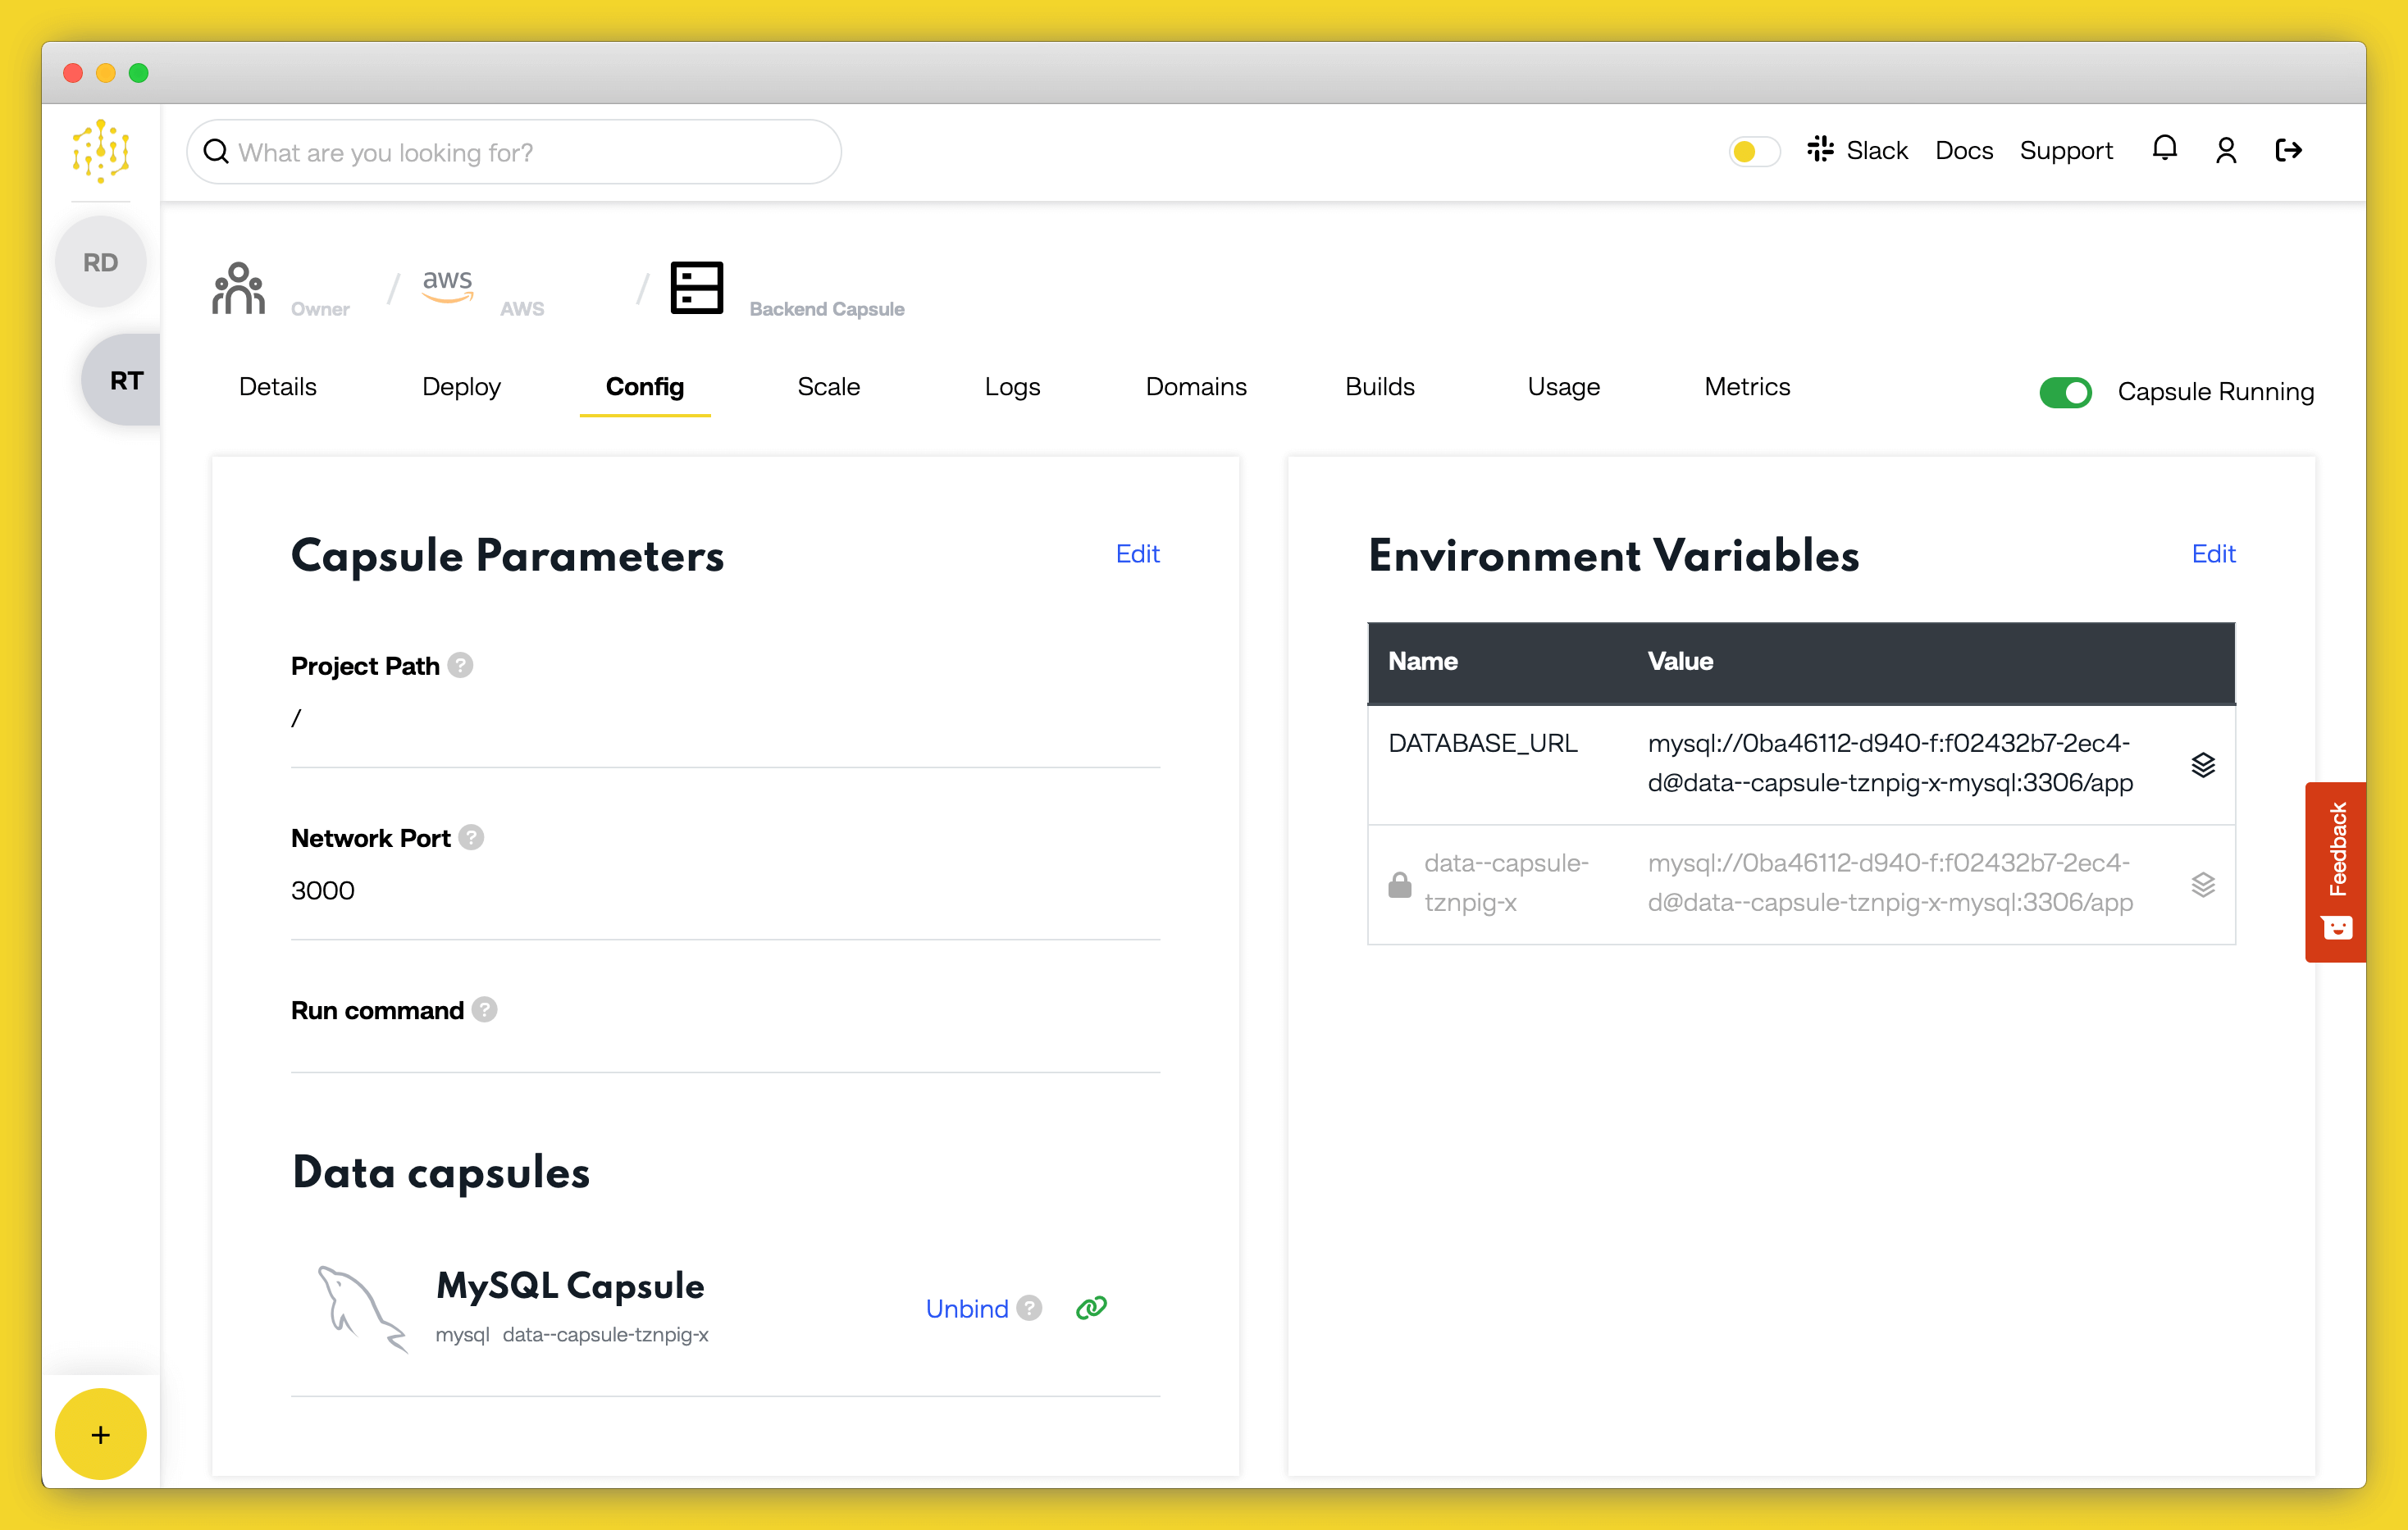 What are you looking for?
Slack
Docs
Support
RD
RT
Owner
/
aws
AWS
/
Backend Capsule
Details
Deploy
Config
Scale
Logs
Domains
Builds
Usage
Metrics
Capsule Running
Capsule Parameters
Edit
Project Path ?
/
Network Port ?
3000
Run command ?
Data capsules
MySQL Capsule
mysql data--capsule-tznpig-x
Unbind ?
Environment Variables
Edit
Name Value
DATABASE_URL
mysql://0ba46112-d940-f:f02432b7-2ec4-
d@data--capsule-tznpig-x-mysql:3306/app
data--capsule-
tznpig-x
mysql://0ba46112-d940-f:f02432b7-2ec4-
d@data--capsule-tznpig-x-mysql:3306/app
Feedback
+